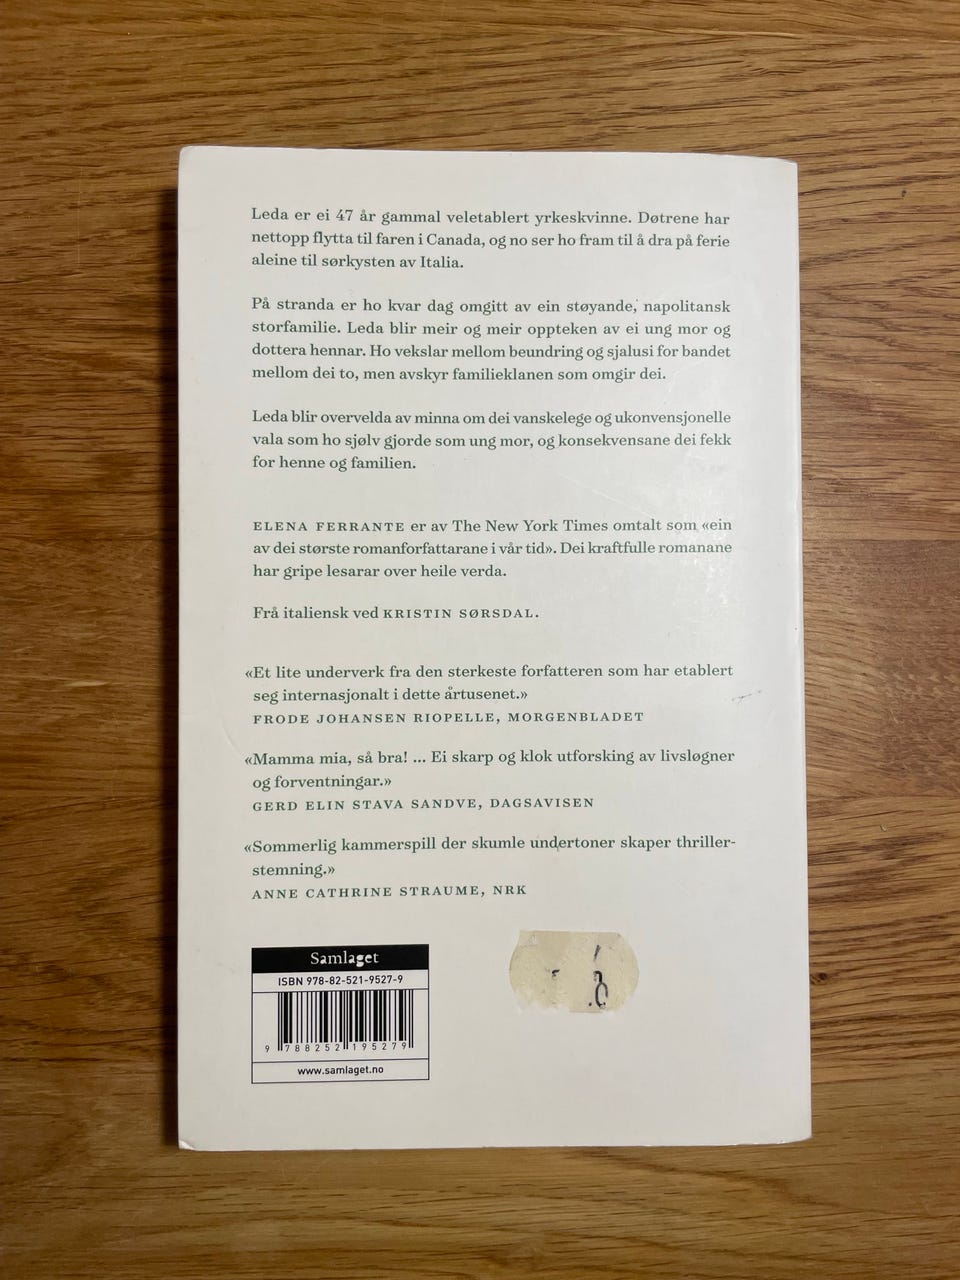 Leda er ei 47 år gammal veletablert yrkeskvinne. Døtrene har
nettopp flytta til faren i Canada, og no ser ho fram til å dra på ferie
aleine til sørkysten av Italia.
På stranda er ho kvar dag omgitt av ein støyande, napolitansk
storfamilie. Leda blir meir og meir oppteken av ei ung mor og
dottera hennar. Ho vekslar mellom beundring og sjalusi for bandet
mellom dei to, men avskyr familieklanen som omgir dei.
Leda blir overvelda av minna om dei vanskelege og ukonvensjonelle
vala som ho sjølv gjorde som ung mor, og konsekvensane dei fekk
for henne og familien.
ELENA FERRANTE er av The New York Times omtalt som «ein
av dei største romanforfattarane i vår tid». Dei kraftfulle romanane
har gripe lesarar over heile verda.
Frå italiensk ved KRISTIN SØRSDAL.
«Et lite underverk fra den sterkeste forfatteren som har etablert
seg internasjonalt i dette årtusenet.»
FRODE JOHANSEN RIOPELLE, MORGENBLADET
«Mamma mia, så bra! ... Ei skarp og klok utforsking av livsløgner
og forventningar.»
GERD ELIN STAVA SANDVE, DAGSAVISEN
«Sommerlig kammerspill der skumle undertoner skaper thriller-
stemning.»
ANNE CATHRINE STRAUME, NRK
Samlaget
ISBN 978-82-521-9527-9
9 788252 195279
www.samlaget.no